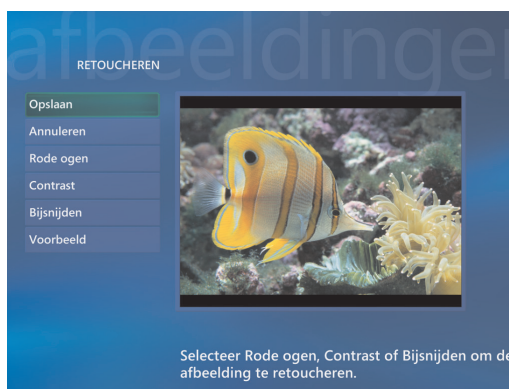 afbeeldingen
RETOUCHEREN
Opslaan
Annuleren
Rode ogen
Contrast
Bijsnijden
Voorbeeld
Selecteer Rode ogen, Contrast of Bijsnijden om de
afbeelding te retoucheren.